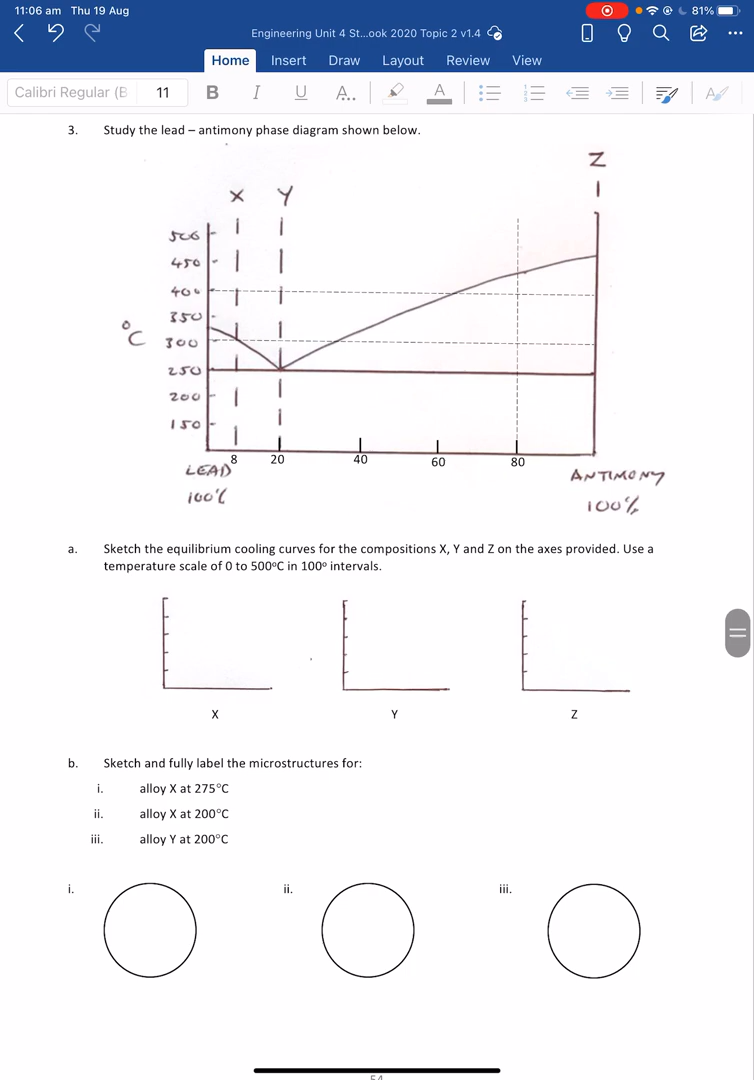 11:06 am Thu 19 Aug
81%
Engineering Unit 4 St...ook 2020 Topic 2 v1.4
Home Insert Draw Layout Review View
Calibri Regular (B 11 B I U A... A
3. Study the lead – antimony phase diagram shown below.
Z
X Y
500
450
400
350
°C 300
250
200
150
8 20 40 60 80
LEAD ANTIMONY
100% 100%
a. Sketch the equilibrium cooling curves for the compositions X, Y and Z on the axes provided. Use a
temperature scale of 0 to 500°C in 100° intervals.
X Y Z
b. Sketch and fully label the microstructures for:
i. alloy X at 275°C
ii. alloy X at 200°C
iii. alloy Y at 200°C
i. ii. iii.